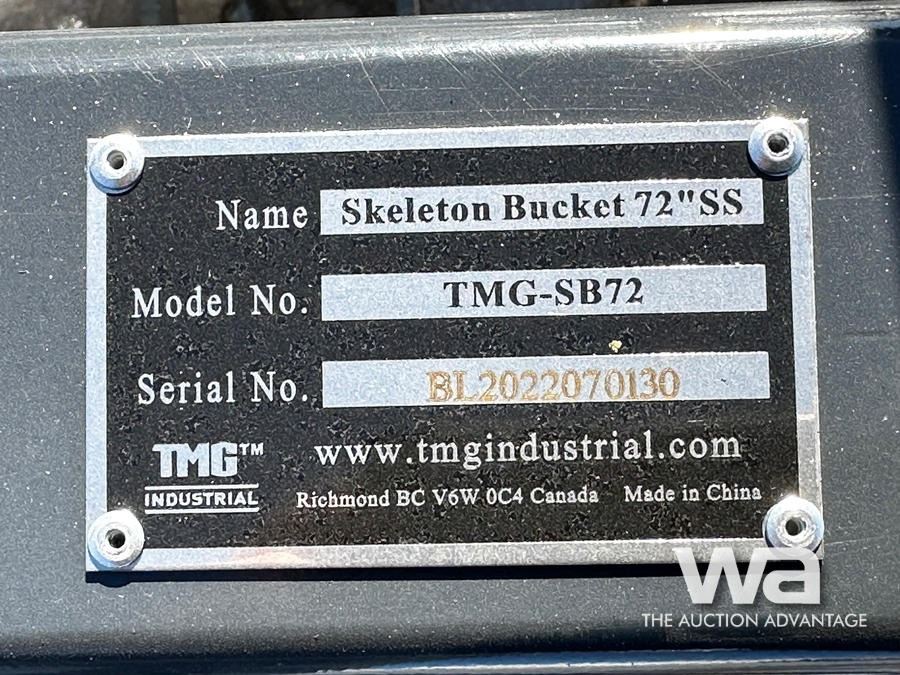 Name Skeleton Bucket 72"SS
Model No. TMG-SB72
Serial No. BL2022070130
TMG™ www.tmgindustrial.com
INDUSTRIAL Richmond BC V6W 0C4 Canada Made in China
wa
THE AUCTION ADVANTAGE